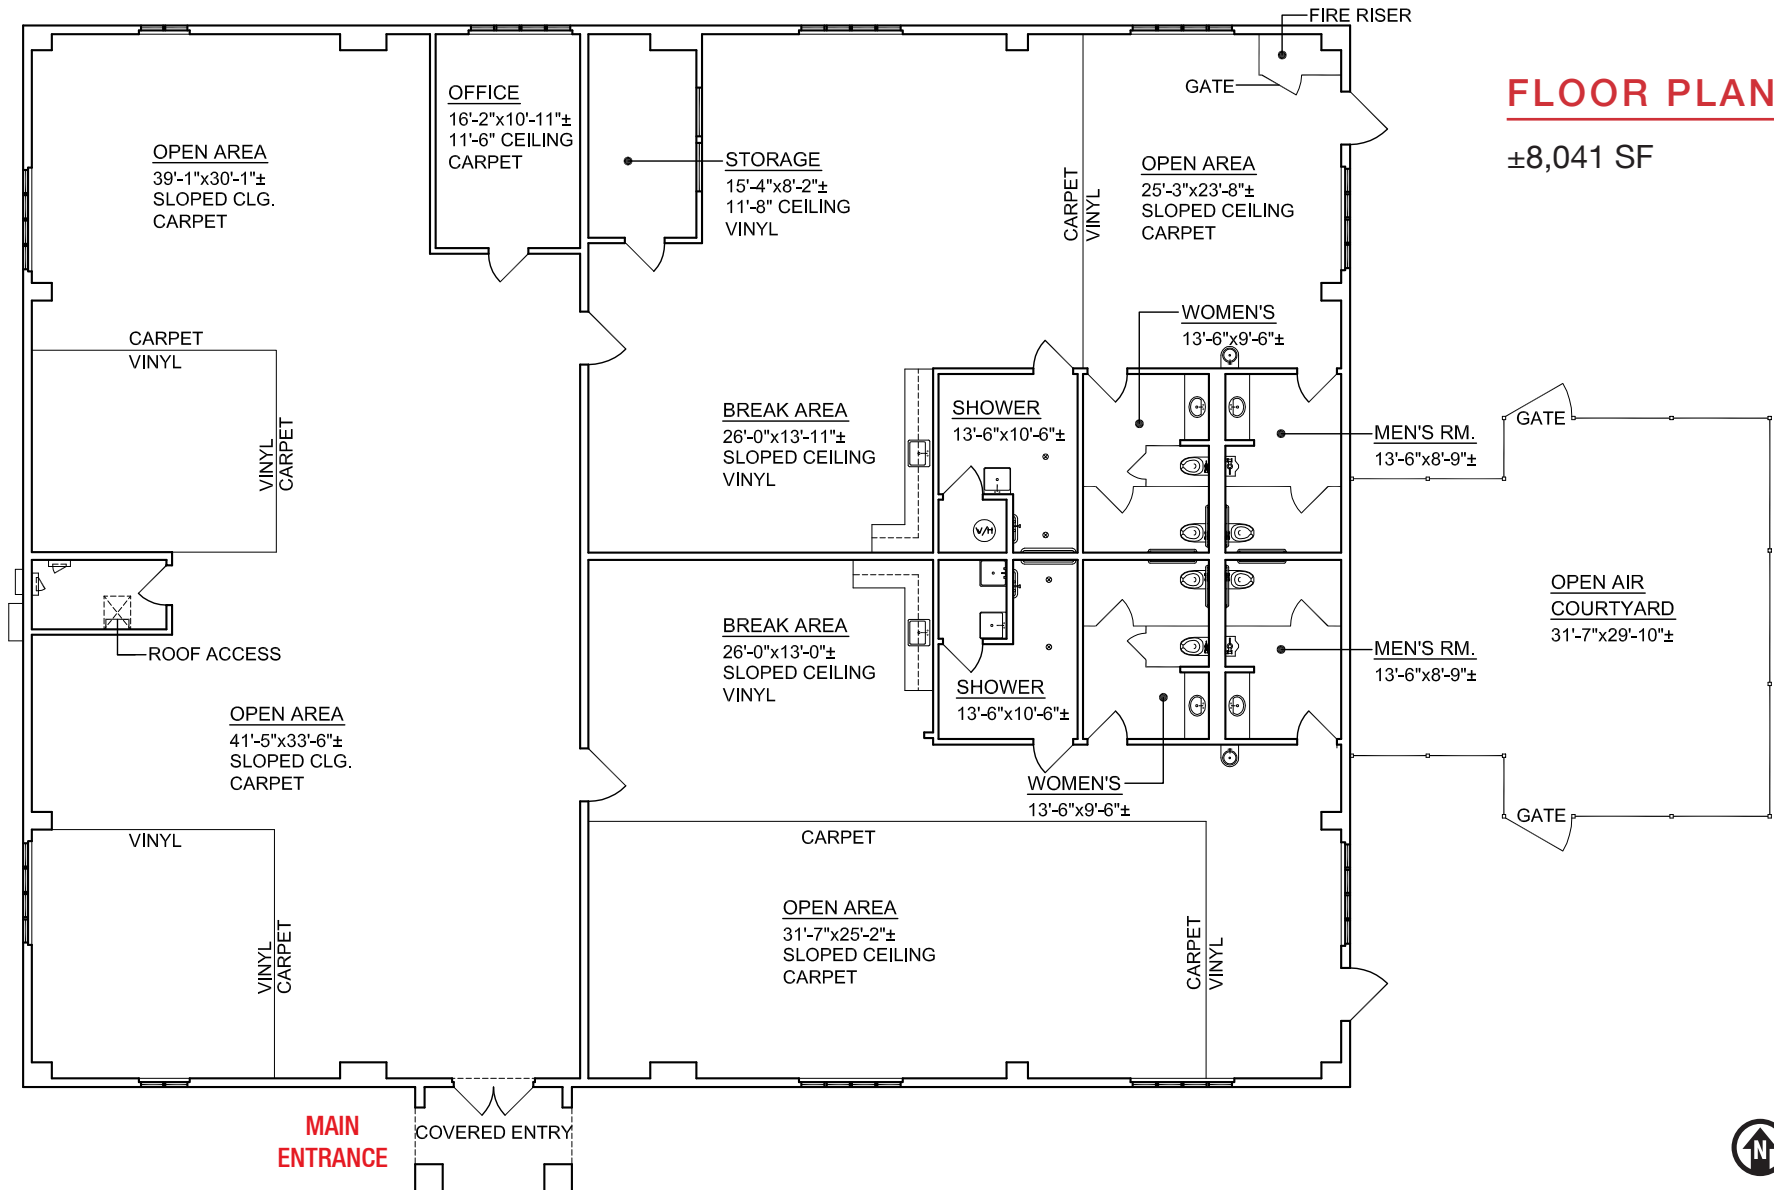 FIRE RISER
GATE
FLOOR PLAN
±8,041 SF
OFFICE
16'-2"x10'-11"±
11'-6" CEILING
CARPET
OPEN AREA
39'-1"x30'-1"±
SLOPED CLG.
CARPET
STORAGE
15'-4"x8'-2"±
11'-8" CEILING
VINYL
CARPET
VINYL
OPEN AREA
25'-3"x23'-8"±
SLOPED CEILING
CARPET
CARPET
VINYL
VINYL
CARPET
WOMEN'S
13'-6"x9'-6"±
BREAK AREA
26'-0"x13'-11"±
SLOPED CEILING
VINYL
SHOWER
13'-6"x10'-6"±
W/H
MEN'S RM.
13'-6"x8'-9"±
GATE
OPEN AIR
COURTYARD
31'-7"x29'-10"±
ROOF ACCESS
BREAK AREA
26'-0"x13'-0"±
SLOPED CEILING
VINYL
SHOWER
13'-6"x10'-6"±
MEN'S RM.
13'-6"x8'-9"±
OPEN AREA
41'-5"x33'-6"±
SLOPED CLG.
CARPET
WOMEN'S
13'-6"x9'-6"±
GATE
VINYL
VINYL
CARPET
CARPET
OPEN AREA
31'-7"x25'-2"±
SLOPED CEILING
CARPET
CARPET
VINYL
MAIN
ENTRANCE
COVERED ENTRY
N